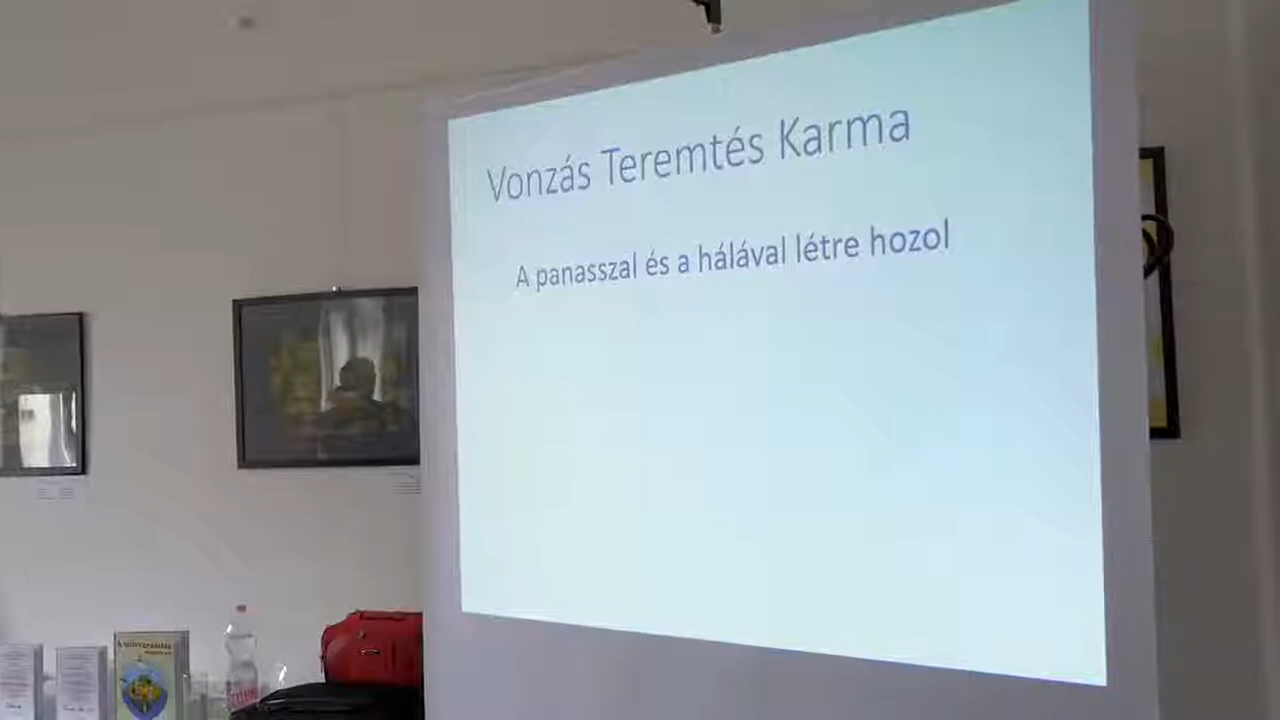 Vonzás Teremtés Karma
A panasszal és a hálával létre hozol